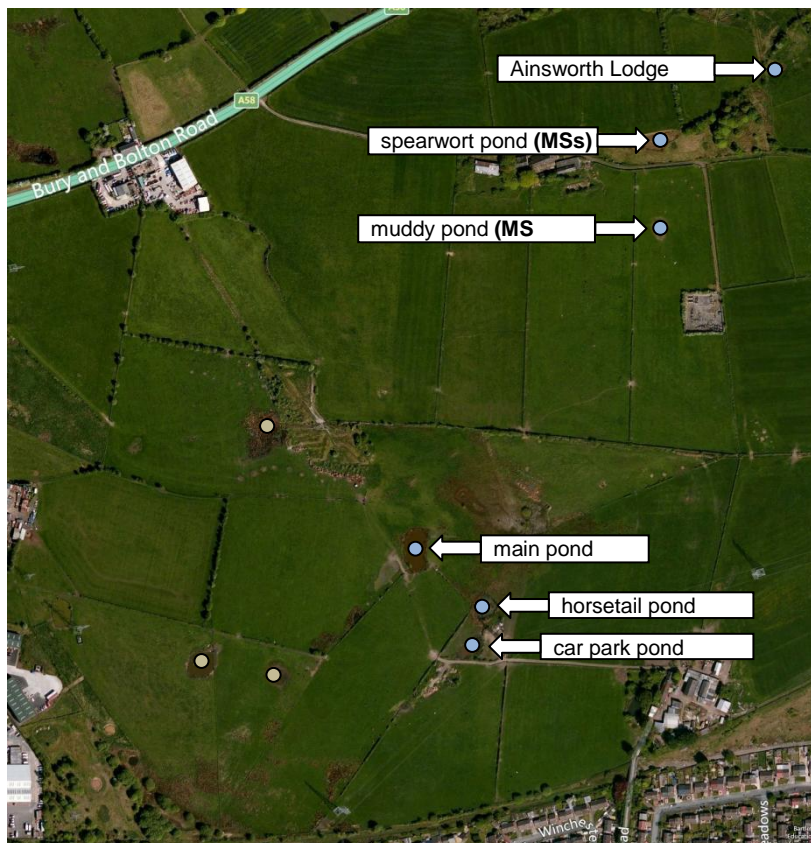 A58
Ainsworth Lodge
A58
Bury and Bolton Road
spearwort pond (MSs)
muddy pond (MS
main pond
horsetail pond
car park pond
Winche